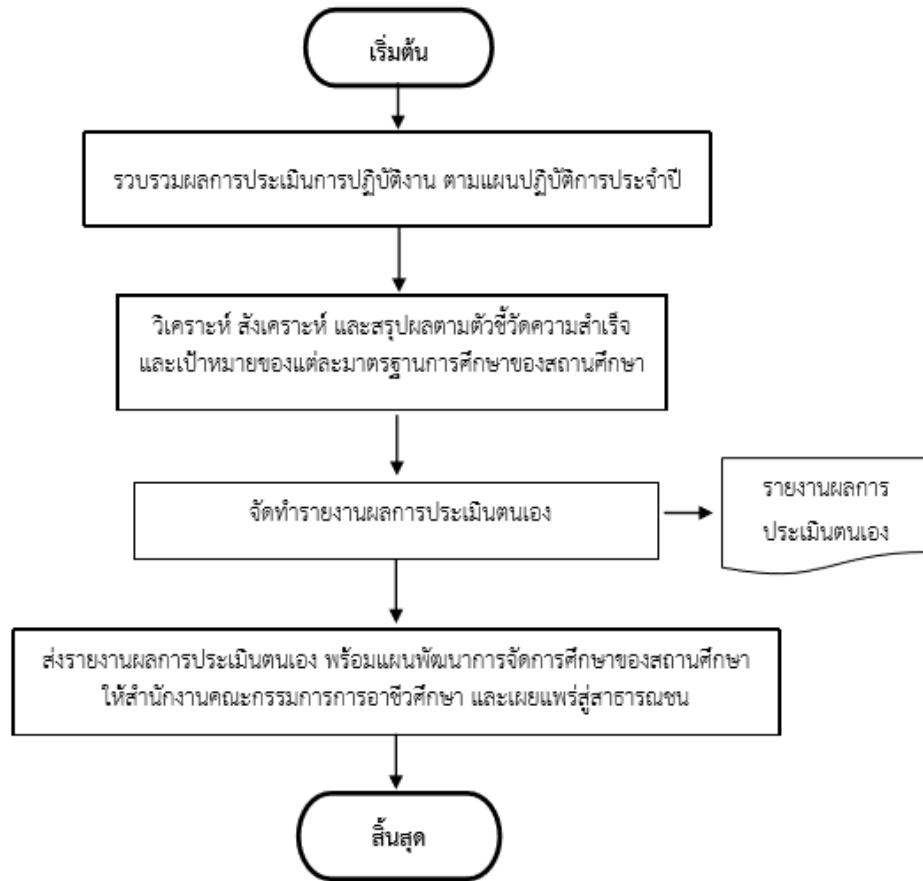 เริ่มต้น
รวบรวมผลการประเมินการปฏิบัติงาน ตามแผนปฏิบัติการประจำปี
วิเคราะห์ สังเคราะห์ และสรุปผลตามตัวชี้วัดความสำเร็จ
และเป้าหมายของแต่ละมาตรฐานการศึกษาของสถานศึกษา
จัดทำรายงานผลการประเมินตนเอง
รายงานผลการ
ประเมินตนเอง
ส่งรายงานผลการประเมินตนเอง พร้อมแผนพัฒนาการจัดการศึกษาของสถานศึกษา
ให้สำนักงานคณะกรรมการการอาชีวศึกษา และเผยแพร่สู่สาธารณชน
สิ้นสุด